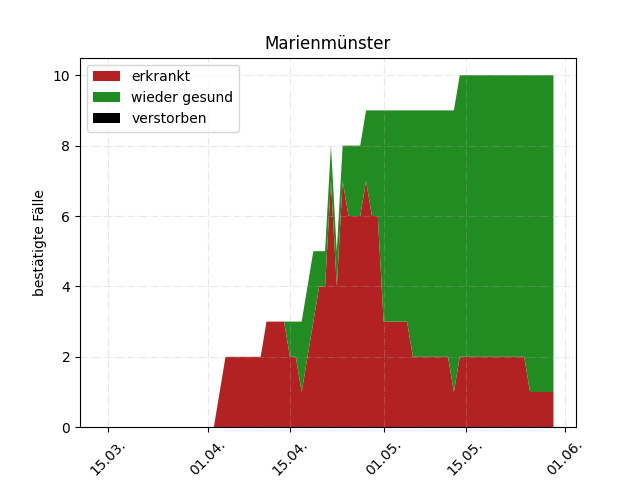 Marienmünster
erkrankt
wieder gesund
verstorben
bestätigte Fälle
10
8
6
4
2
0
15.03.
01.04.
15.04.
01.05.
15.05.
01.06.